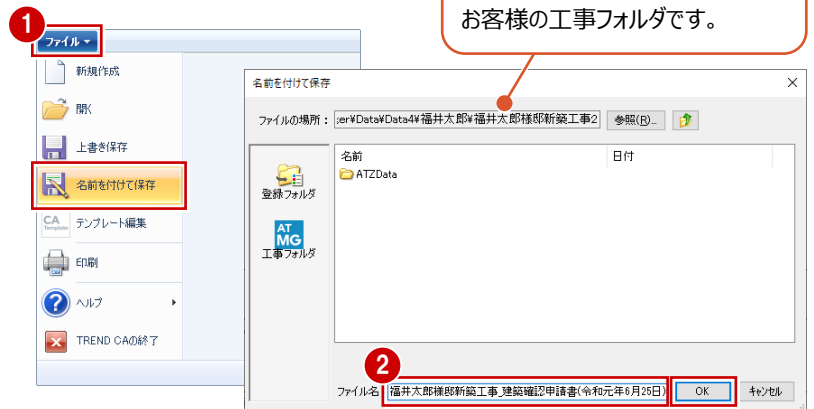 お客様の工事フォルダです。
1
ファイル
新規作成
開く
上書き保存
名前を付けて保存
CA
Template
テンプレート編集
印刷
ヘルプ
TREND CAの終了
名前を付けて保存
ファイルの場所：
er¥Data¥Data4¥福井太郎¥福井太郎様邸新築工事2
参照(R)...
名前
日付
ATZData
登録フォルダ
AT
MG
工事フォルダ
2
ファイル名
福井太郎様邸新築工事_建築確認申請書(令和元年6月25日)
OK
キャンセル